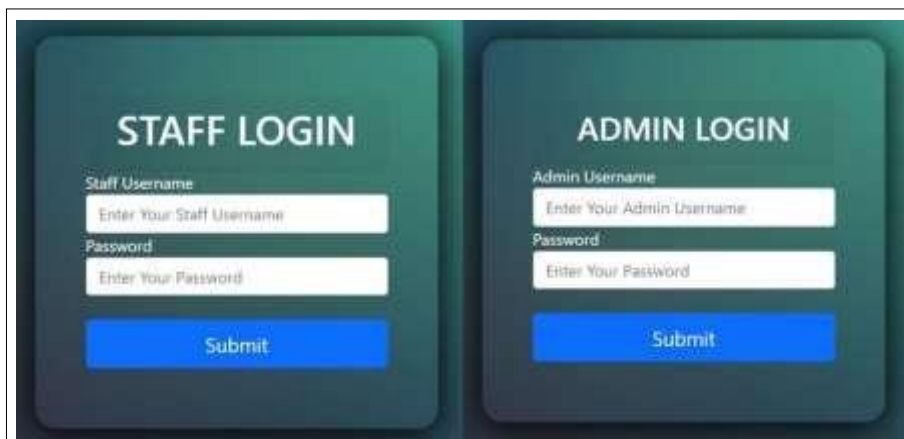 STAFF LOGIN
Staff Username
Enter Your Staff Username
Password
Enter Your Password
Submit
ADMIN LOGIN
Admin Username
Enter Your Admin Username
Password
Enter Your Password
Submit